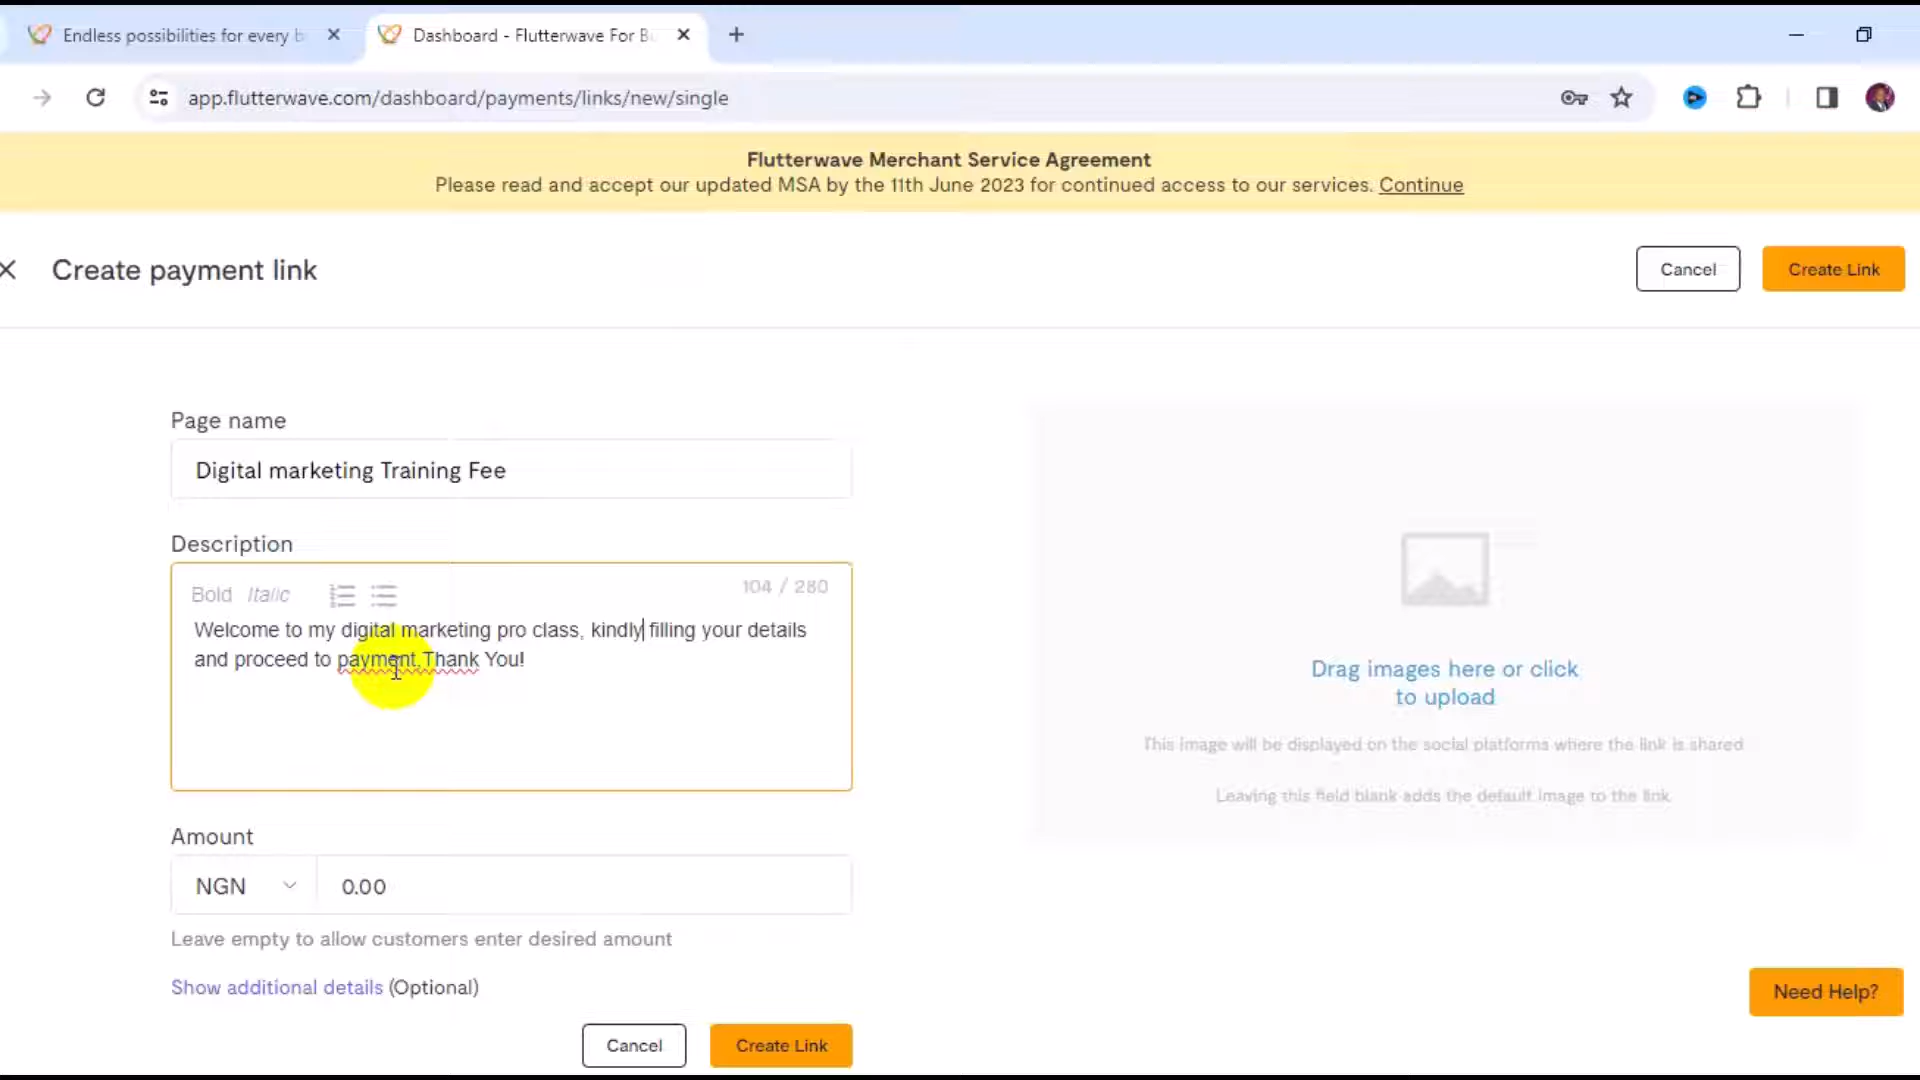 Endless possibilities for every b
Dashboard - Flutterwave For Bu
app.flutterwave.com/dashboard/payments/links/new/single
Flutterwave Merchant Service Agreement
Please read and accept our updated MSA by the 11th June 2023 for continued access to our services. Continue
Create payment link
Cancel
Create Link
Page name
Digital marketing Training Fee
Description
Bold Italic
104 / 280
Welcome to my digital marketing pro class, kindly filling your details
and proceed to payment.Thank You!
Drag images here or click
to upload
This image will be displayed on the social platforms where the link is shared
Leaving this field blank adds the default image to the link
Amount
NGN
0.00
Leave empty to allow customers enter desired amount
Show additional details (Optional)
Need Help?
Cancel
Create Link